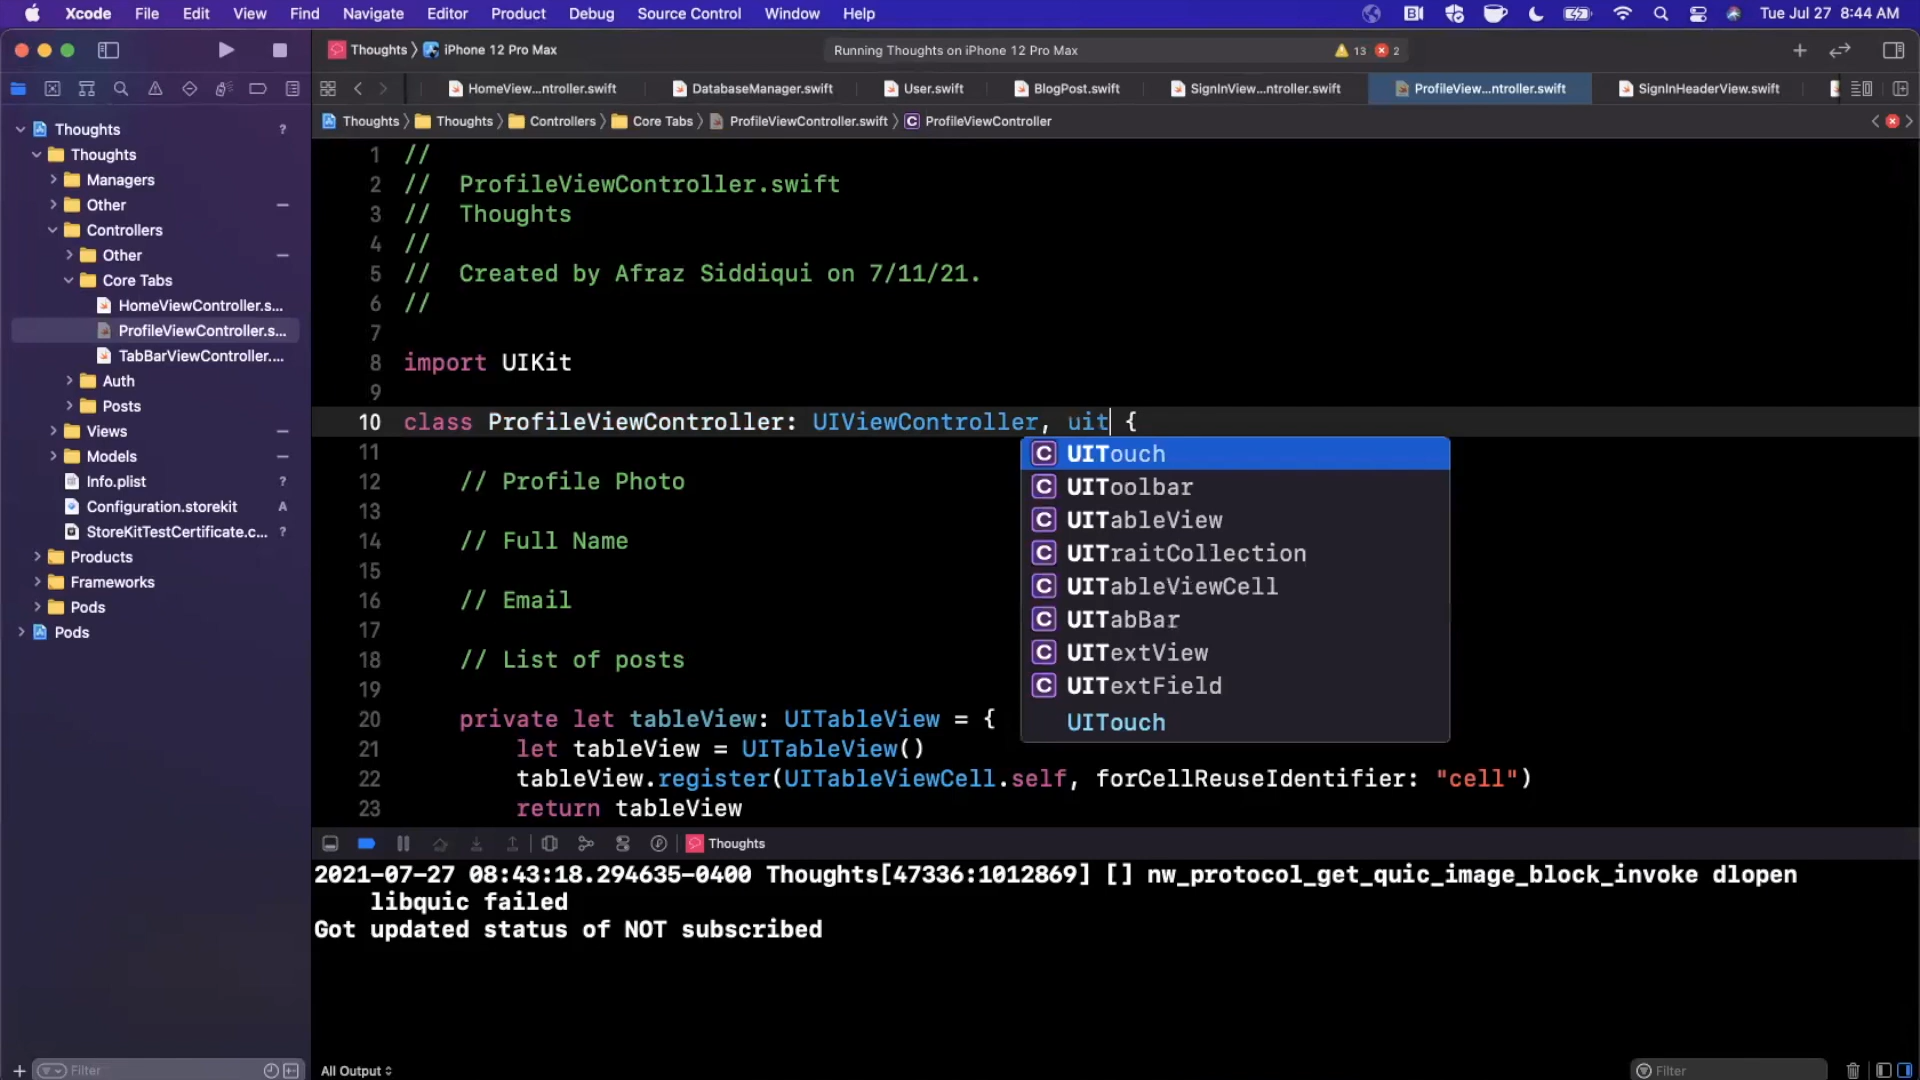 Xcode File Edit View Find Navigate Editor Product Debug Source Control Window Help Tue Jul 27 8:44 AM
Thoughts 〉 iPhone 12 Pro Max
Running Thoughts on iPhone 12 Pro Max 13 2
HomeView...ntroller.swift DatabaseManager.swift User.swift BlogPost.swift SignInView...ntroller.swift ProfileView...ntroller.swift SignInHeaderView.swift
Thoughts 〉 Thoughts 〉 Controllers 〉 Core Tabs 〉 ProfileViewController.swift 〉 C ProfileViewController
Thoughts ?
Thoughts
Managers
Other
Controllers
Other
Core Tabs
HomeViewController.s...
ProfileViewController.s...
TabBarViewController....
Auth
Posts
Views
Models
Info.plist ?
Configuration.storekit A
StoreKitTestCertificate.c... ?
Products
Frameworks
Pods
Pods
Filter
1 //
2 //  ProfileViewController.swift
3 //  Thoughts
4 //
5 //  Created by Afraz Siddiqui on 7/11/21.
6 //
7
8 import UIKit
9
10 class ProfileViewController: UIViewController, uit {
11
12     // Profile Photo
13
14     // Full Name
15
16     // Email
17
18     // List of posts
19
20     private let tableView: UITableView = {
21         let tableView = UITableView()
22         tableView.register(UITableViewCell.self, forCellReuseIdentifier: "cell")
23         return tableView
C UITouch
C UIToolbar
C UITableView
C UITraitCollection
C UITableViewCell
C UITabBar
C UITextView
C UITextField
UITouch
Thoughts
2021-07-27 08:43:18.294635-0400 Thoughts[47336:1012869] [] nw_protocol_get_quic_image_block_invoke dlopen
libquic failed
Got updated status of NOT subscribed
All Output
Filter